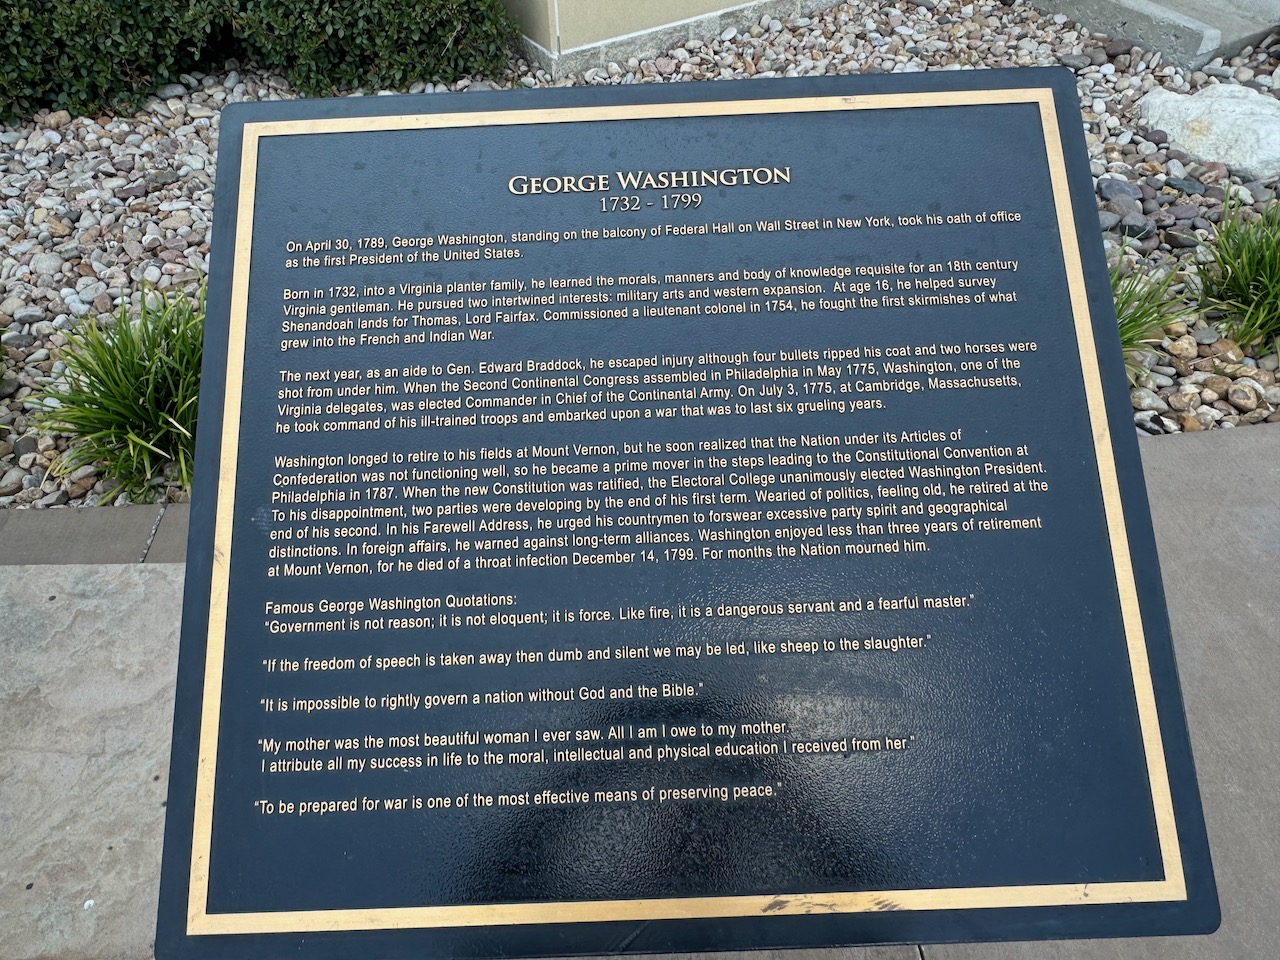 George Washington
1732 - 1799
On April 30, 1789, George Washington, standing on the balcony of Federal Hall on Wall Street in New York, took his oath of office
as the first President of the United States.
Born in 1732, into a Virginia planter family, he learned the morals, manners and body of knowledge requisite for an 18th century
Virginia gentleman. He pursued two intertwined interests: military arts and western expansion. At age 16, he helped survey
Shenandoah lands for Thomas, Lord Fairfax. Commissioned a lieutenant colonel in 1754, he fought the first skirmishes of what
grew into the French and Indian War.
The next year, as an aide to Gen. Edward Braddock, he escaped injury although four bullets ripped his coat and two horses were
shot from under him. When the Second Continental Congress assembled in Philadelphia in May 1775, Washington, one of the
Virginia delegates, was elected Commander in Chief of the Continental Army. On July 3, 1775, at Cambridge, Massachusetts,
he took command of his ill-trained troops and embarked upon a war that was to last six grueling years.
Washington longed to retire to his fields at Mount Vernon, but he soon realized that the Nation under its Articles of
Confederation was not functioning well, so he became a prime mover in the steps leading to the Constitutional Convention at
Philadelphia in 1787. When the new Constitution was ratified, the Electoral College unanimously elected Washington President.
To his disappointment, two parties were developing by the end of his first term. Wearied of politics, feeling old, he retired at the
end of his second. In his Farewell Address, he urged his countrymen to forswear excessive party spirit and geographical
distinctions. In foreign affairs, he warned against long-term alliances. Washington enjoyed less than three years of retirement
at Mount Vernon, for he died of a throat infection December 14, 1799. For months the Nation mourned him.
Famous George Washington Quotations:
“Government is not reason; it is not eloquent; it is force. Like fire, it is a dangerous servant and a fearful master.”
“If the freedom of speech is taken away then dumb and silent we may be led, like sheep to the slaughter.”
“It is impossible to rightly govern a nation without God and the Bible.”
“My mother was the most beautiful woman I ever saw. All I am I owe to my mother.
I attribute all my success in life to the moral, intellectual and physical education I received from her.”
“To be prepared for war is one of the most effective means of preserving peace.”